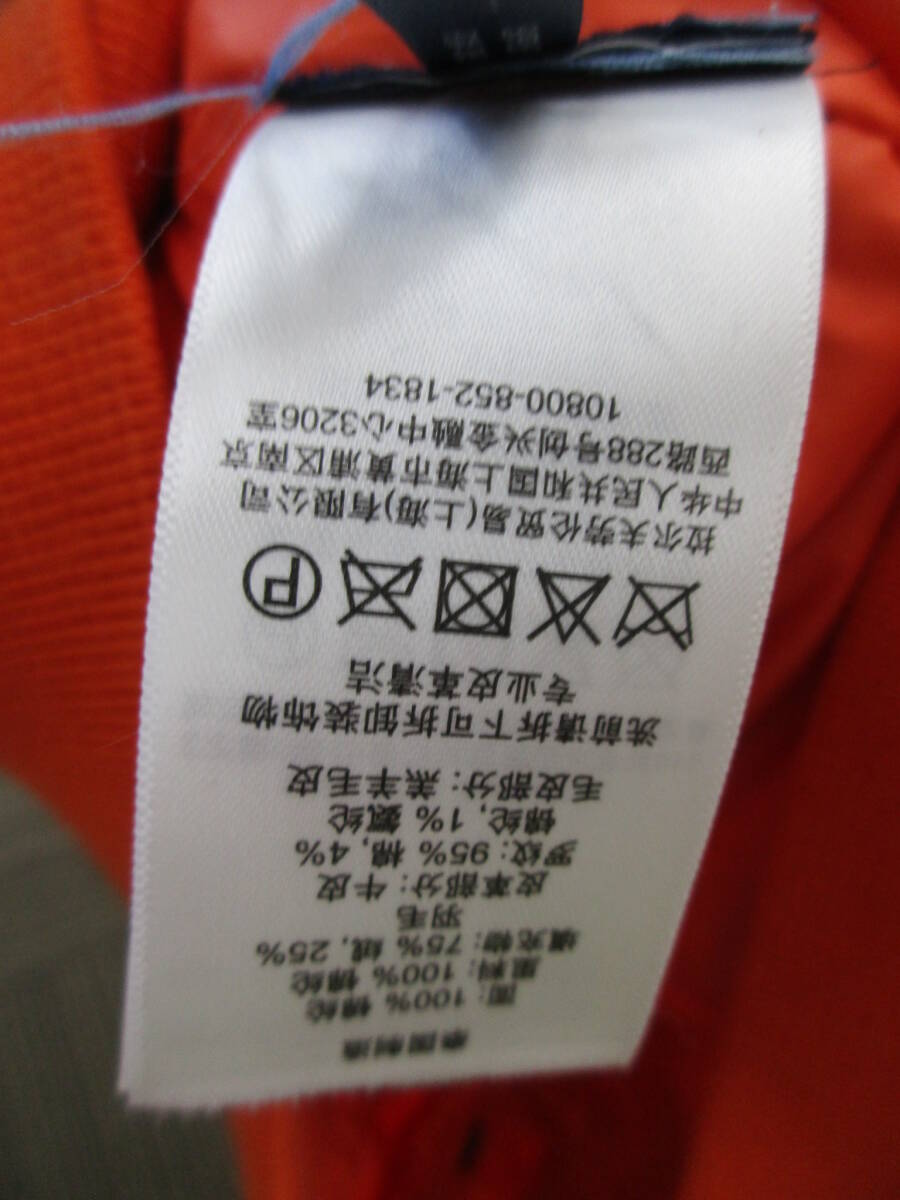 泰国制造
面: 100% 锦纶
里料: 100% 锦纶
填充物: 75% 绒, 25%
羽毛
皮革部分: 牛皮
罗纹: 95% 棉, 4%
锦纶, 1% 氨纶
毛皮部分: 羔羊毛皮
洗前请拆下可拆卸装饰物
专业皮革清洁
P
拉尔夫劳伦贸易(上海)有限公司
中华人民共和国上海市黄浦区南京
西路288号创兴金融中心3206室
10800-852-1834